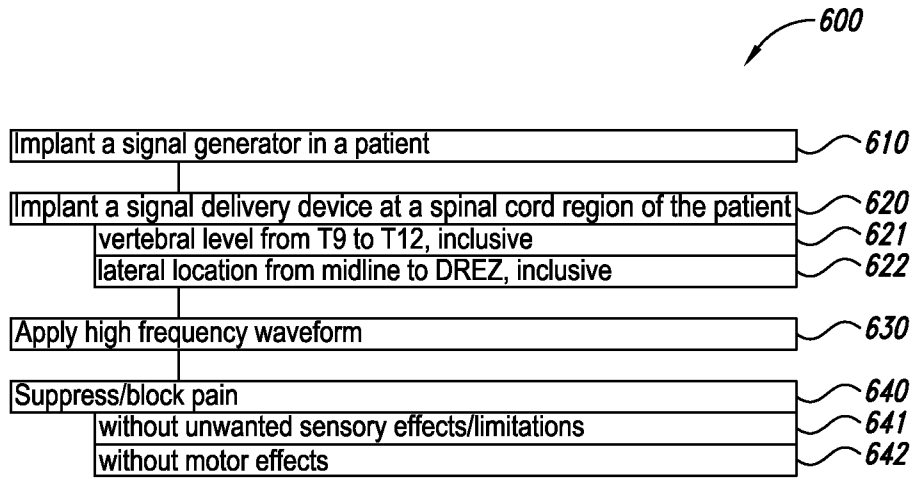 600
Implant a signal generator in a patient 610
Implant a signal delivery device at a spinal cord region of the patient 620
vertebral level from T9 to T12, inclusive 621
lateral location from midline to DREZ, inclusive 622
Apply high frequency waveform 630
Suppress/block pain 640
without unwanted sensory effects/limitations 641
without motor effects 642